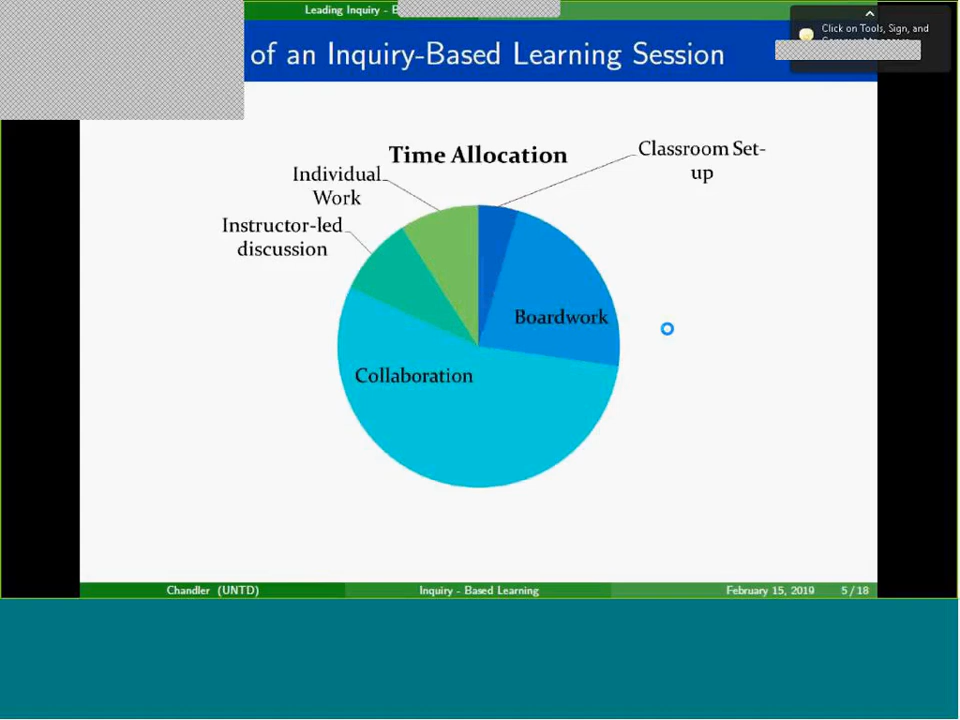 Leading Inquiry -
Click on Tools, Sign, and
of an Inquiry-Based Learning Session
Time Allocation
Classroom Set-
up
Individual
Work
Instructor-led
discussion
Boardwork
Collaboration
Chandler (UNTD)
Inquiry - Based Learning
February 15, 2019
5 / 18